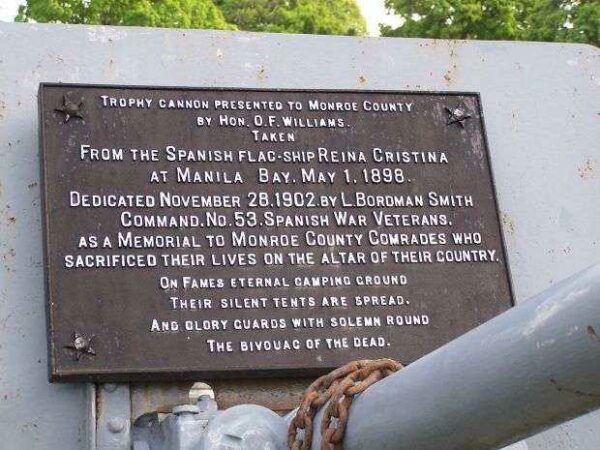 Trophy cannon presented to Monroe County
by Hon. O.F. Williams.
Taken
From the Spanish flag-ship Reina Cristina
at Manila Bay. May 1, 1898.
Dedicated November 28, 1902, by L. Bordman Smith
Command. No. 53. Spanish War Veterans.
as a Memorial to Monroe County Comrades who
sacrificed their lives on the altar of their country.
On Fames eternal camping ground
Their silent tents are spread.
And glory guards with solemn round
The bivouac of the dead.